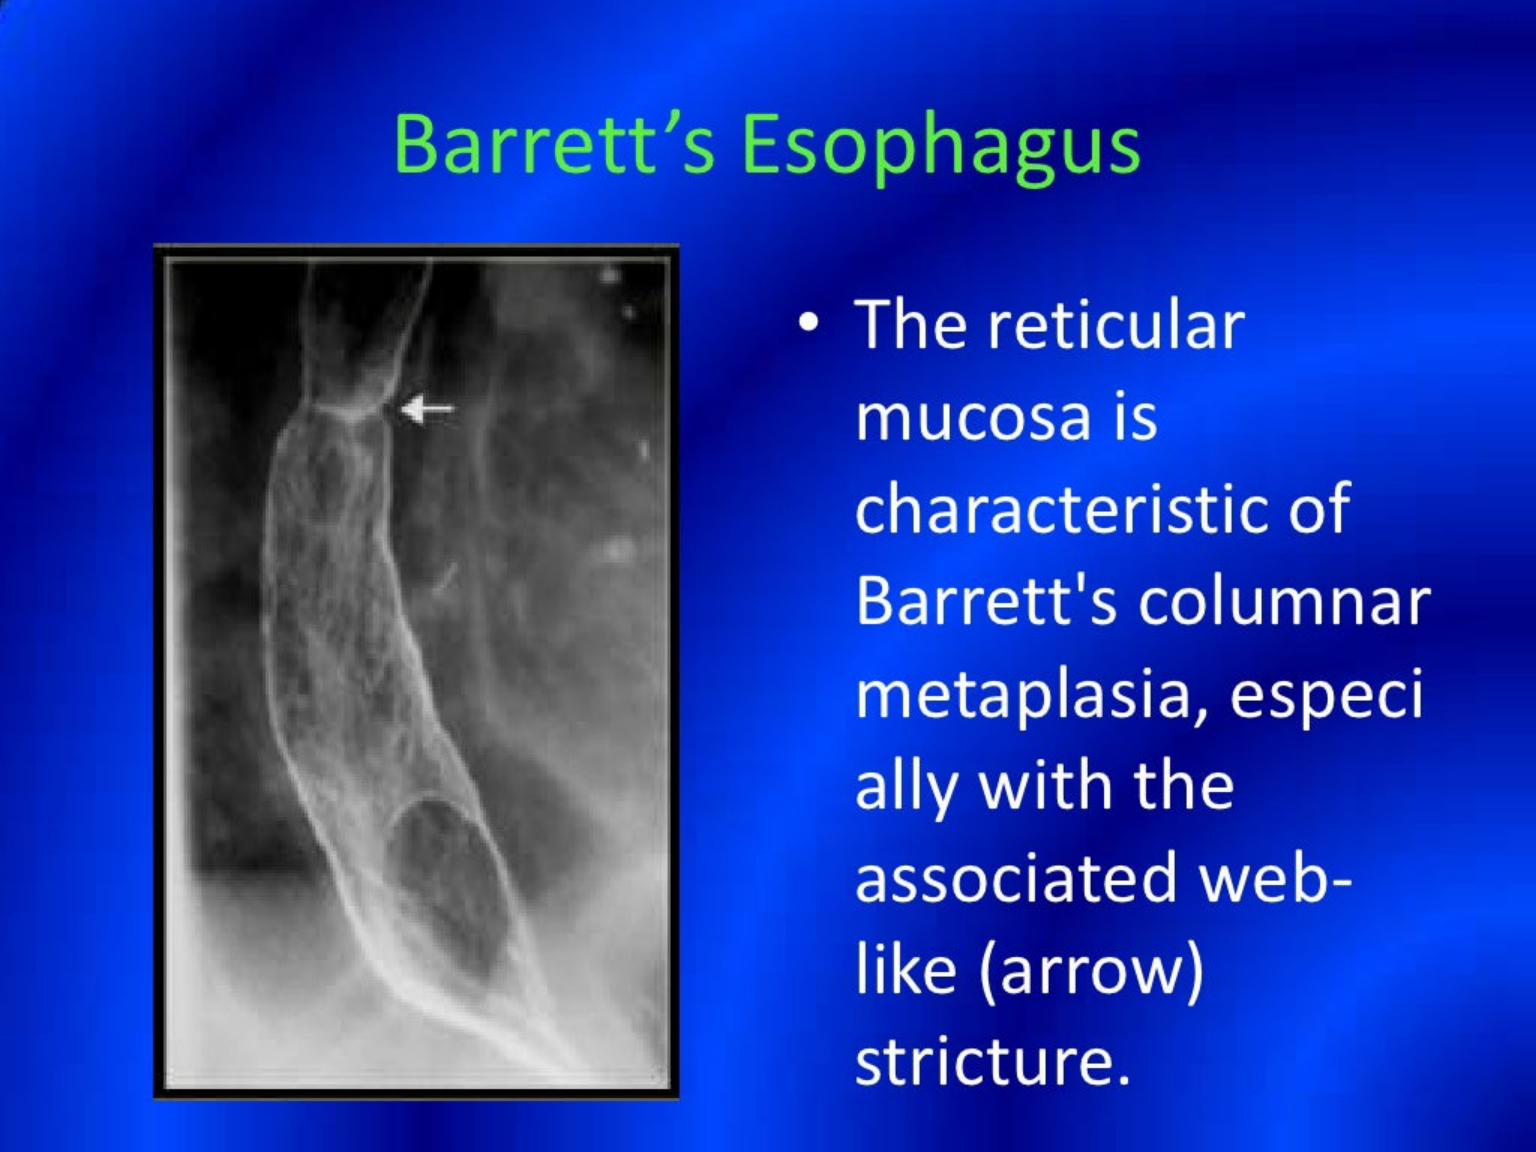 Barrett’s Esophagus
• The reticular
mucosa is
characteristic of
Barrett's columnar
metaplasia, especi
ally with the
associated web-
like (arrow)
stricture.